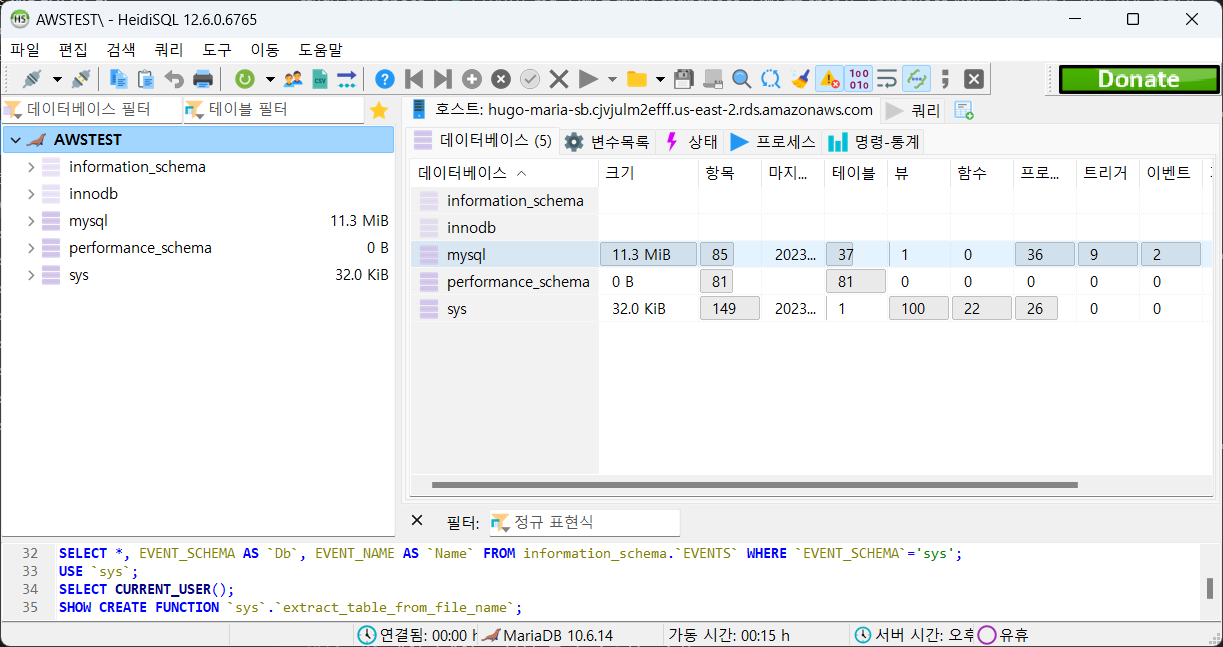 AWSTEST\ - HeidiSQL 12.6.0.6765
파일 편집 검색 쿼리 도구 이동 도움말
Donate
데이터베이스 필터 테이블 필터
호스트: hugo-maria-sb.cjvjulm2efff.us-east-2.rds.amazonaws.com 쿼리
AWSTEST
information_schema
innodb
mysql 11.3 MiB
performance_schema 0 B
sys 32.0 KiB
데이터베이스 (5) 변수목록 상태 프로세스 명령-통계
데이터베이스 크기 항목 마지... 테이블 뷰 함수 프로... 트리거 이벤트
information_schema
innodb
mysql 11.3 MiB 85 2023... 37 1 0 36 9 2
performance_schema 0 B 81 81 0 0 0 0 0
sys 32.0 KiB 149 2023... 1 100 22 26 0 0
필터: 정규 표현식
32 SELECT *, EVENT_SCHEMA AS `Db`, EVENT_NAME AS `Name` FROM information_schema.`EVENTS` WHERE `EVENT_SCHEMA`='sys';
33 USE `sys`;
34 SELECT CURRENT_USER();
35 SHOW CREATE FUNCTION `sys`.`extract_table_from_file_name`;
연결됨: 00:00 MariaDB 10.6.14 가동 시간: 00:15 h 서버 시간: 오후 유휴